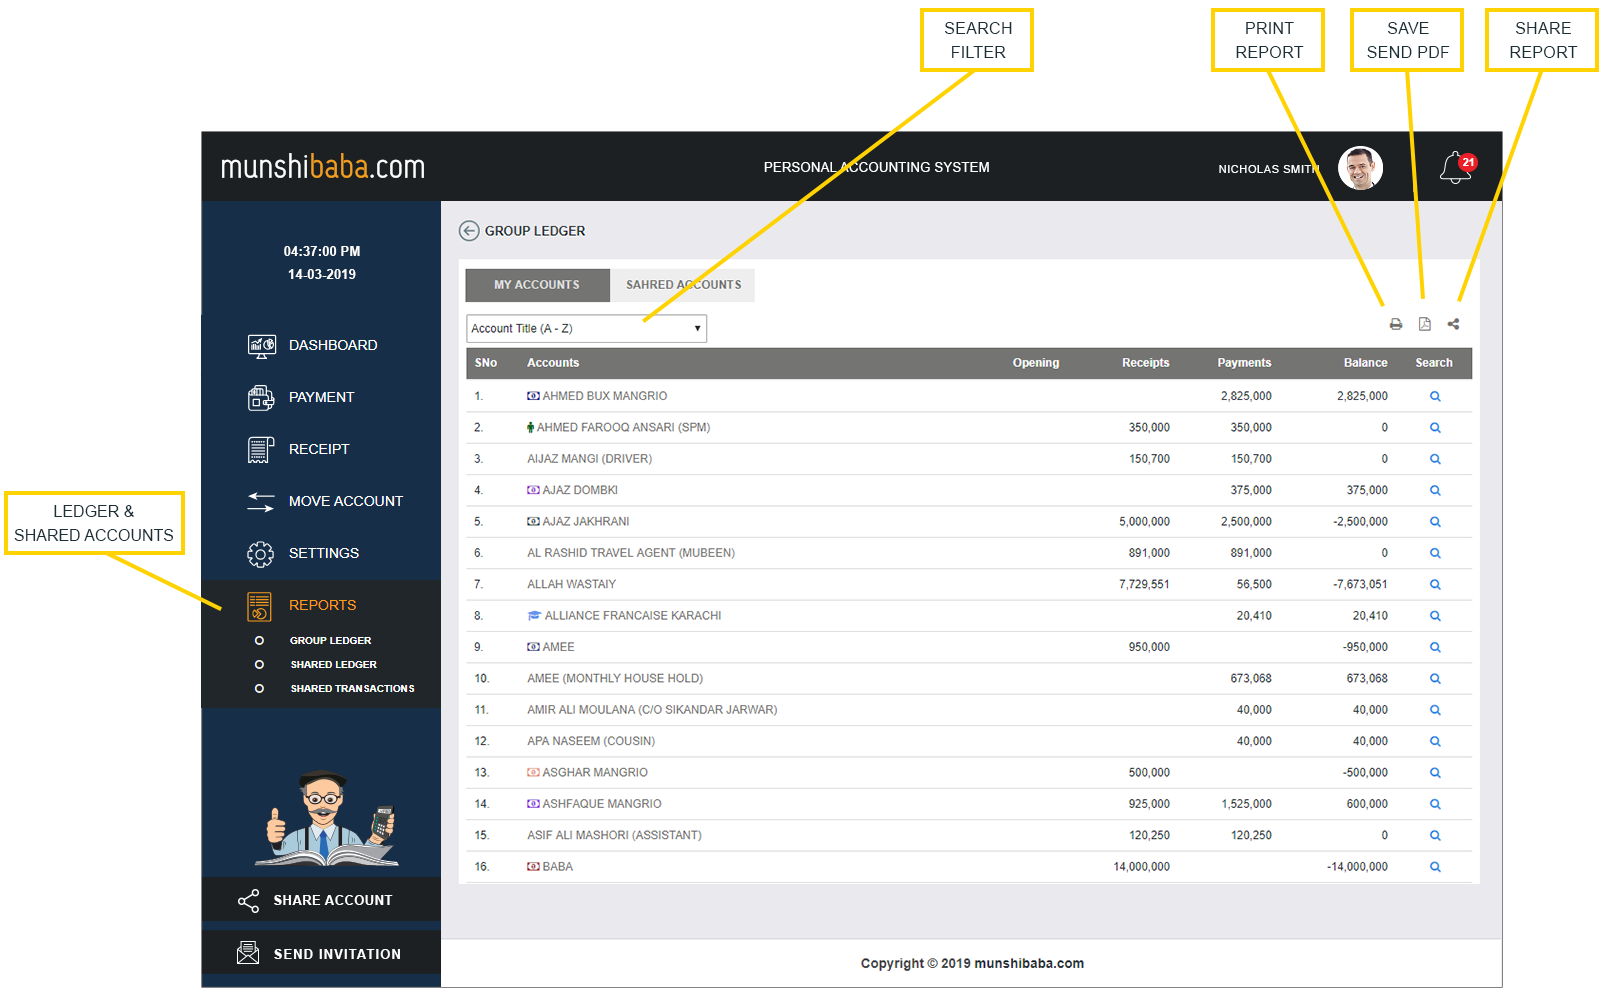 SEARCH
FILTER
PRINT
REPORT
SAVE
SEND PDF
SHARE
REPORT
munshibaba.com
PERSONAL ACCOUNTING SYSTEM
NICHOLAS SMITH
21
04:37:00 PM
14-03-2019
DASHBOARD
PAYMENT
RECEIPT
MOVE ACCOUNT
SETTINGS
REPORTS
GROUP LEDGER
SHARED LEDGER
SHARED TRANSACTIONS
LEDGER &
SHARED ACCOUNTS
SHARE ACCOUNT
SEND INVITATION
GROUP LEDGER
MY ACCOUNTS SAHRED ACCOUNTS
Account Title (A - Z)
SNo Accounts Opening Receipts Payments Balance Search
1. AHMED BUX MANGRIO 2,825,000 2,825,000
2. AHMED FAROOQ ANSARI (SPM) 350,000 350,000 0
3. AIJAZ MANGI (DRIVER) 150,700 150,700 0
4. AJAZ DOMBKI 375,000 375,000
5. AJAZ JAKHRANI 5,000,000 2,500,000 -2,500,000
6. AL RASHID TRAVEL AGENT (MUBEEN) 891,000 891,000 0
7. ALLAH WASTAIY 7,729,551 56,500 -7,673,051
8. ALLIANCE FRANCAISE KARACHI 20,410 20,410
9. AMEE 950,000 -950,000
10. AMEE (MONTHLY HOUSE HOLD) 673,068 673,068
11. AMIR ALI MOULANA (C/O SIKANDAR JARWAR) 40,000 40,000
12. APA NASEEM (COUSIN) 40,000 40,000
13. ASGHAR MANGRIO 500,000 -500,000
14. ASHFAQUE MANGRIO 925,000 1,525,000 600,000
15. ASIF ALI MASHORI (ASSISTANT) 120,250 120,250 0
16. BABA 14,000,000 -14,000,000
Copyright © 2019 munshibaba.com